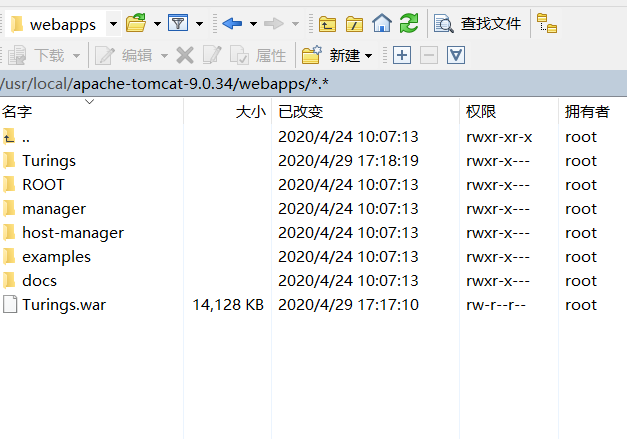 webapps 查找文件
下载 编辑 属性 新建
/usr/local/apache-tomcat-9.0.34/webapps/*.*
名字 大小 已改变 权限 拥有者
.. 2020/4/24 10:07:13 rwxr-xr-x root
Turings 2020/4/29 17:18:19 rwxr-x--- root
ROOT 2020/4/24 10:07:13 rwxr-x--- root
manager 2020/4/24 10:07:13 rwxr-x--- root
host-manager 2020/4/24 10:07:13 rwxr-x--- root
examples 2020/4/24 10:07:13 rwxr-x--- root
docs 2020/4/24 10:07:13 rwxr-x--- root
Turings.war 14,128 KB 2020/4/29 17:17:10 rw-r--r-- root